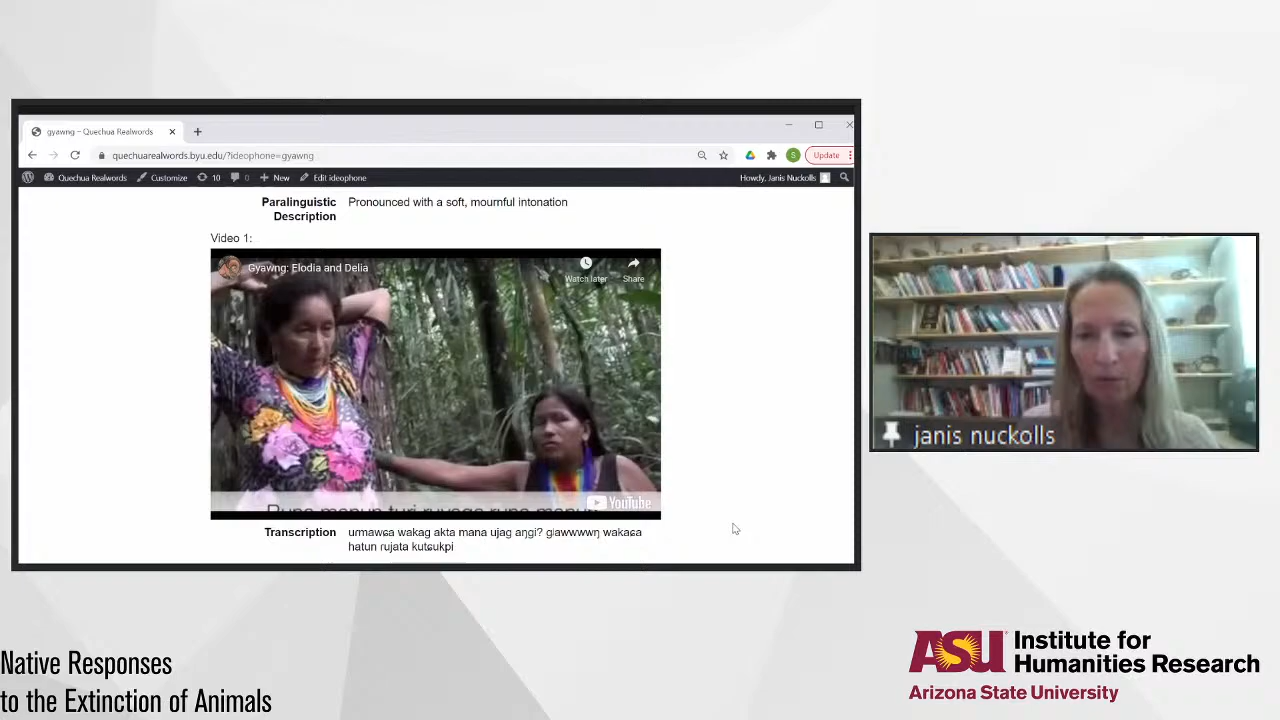 gyawng – Quechua Realwords
quechuarealwords.byu.edu/?ideophone=gyawng
Update
Quechua Realwords Customize 10 0 New Edit ideophone Howdy, Janis Nuckolls
Paralinguistic Description
Pronounced with a soft, mournful intonation
Video 1:
Gyawng: Elodia and Delia
Watch later
Share
YouTube
Transcription
urmawɕa wakag akta mana ujag aŋgi? giawwwwŋ wakaɕa
hatun rujata kutɕukpi
janis nuckolls
Native Responses
to the Extinction of Animals
ASU Institute for
Humanities Research
Arizona State University